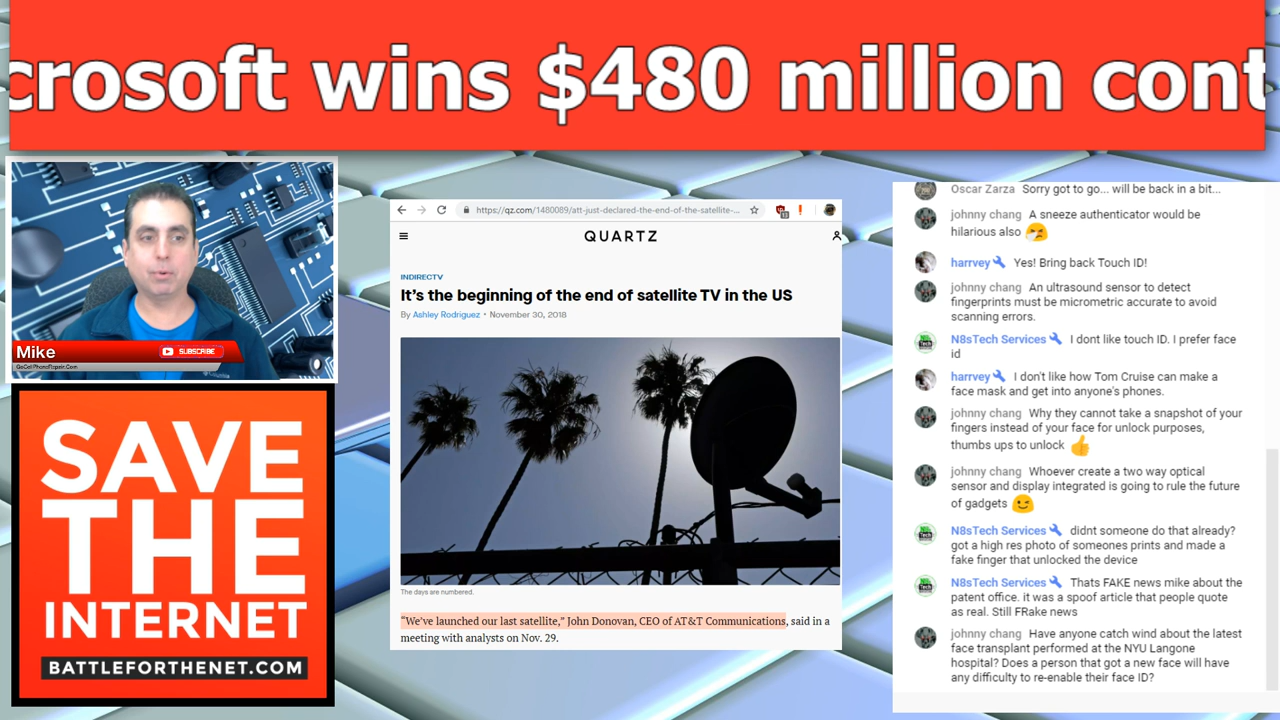 crosoft wins $480 million cont
Mike
SUBSCRIBE
GoCellPhoneRepair.Com
SAVE
THE
INTERNET
BATTLEFORTHENET.COM
https://qz.com/1480089/att-just-declared-the-end-of-the-satellite-...
QUARTZ
INDIRECTV
It's the beginning of the end of satellite TV in the US
By Ashley Rodriguez • November 30, 2018
The days are numbered.
“We've launched our last satellite,” John Donovan, CEO of AT&T Communications, said in a
meeting with analysts on Nov. 29.
Oscar Zarza Sorry got to go... will be back in a bit...
johnny chang A sneeze authenticator would be
hilarious also
harrvey Yes! Bring back Touch ID!
johnny chang An ultrasound sensor to detect
fingerprints must be micrometric accurate to avoid
scanning errors.
N8sTech Services I dont like touch ID. I prefer face
id
harrvey I don't like how Tom Cruise can make a
face mask and get into anyone's phones.
johnny chang Why they cannot take a snapshot of your
fingers instead of your face for unlock purposes,
thumbs ups to unlock
johnny chang Whoever create a two way optical
sensor and display integrated is going to rule the future
of gadgets
N8sTech Services didnt someone do that already?
got a high res photo of someones prints and made a
fake finger that unlocked the device
N8sTech Services Thats FAKE news mike about the
patent office. it was a spoof article that people quote
as real. Still FRake news
johnny chang Have anyone catch wind about the latest
face transplant performed at the NYU Langone
hospital? Does a person that got a new face will have
any difficulty to re-enable their face ID?